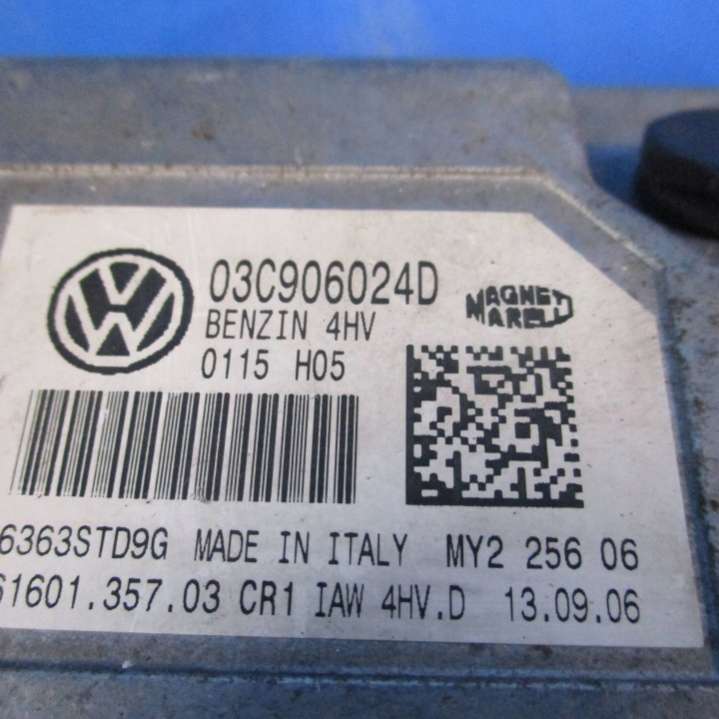 03C906024D
MAGNETI MARELLI
BENZIN 4HV
0115 H05
6363STD9G MADE IN ITALY MY2 256 06
61601.357.03 CR1 IAW 4HV.D 13.09.06